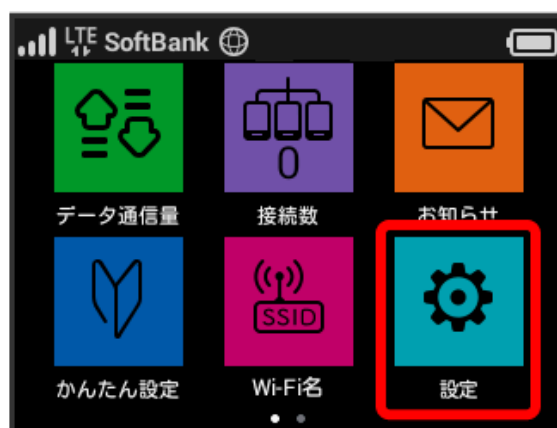 LTE SoftBank
0
データ通信量 接続数 お知らせ
SSID
かんたん設定 Wi-Fi名 設定